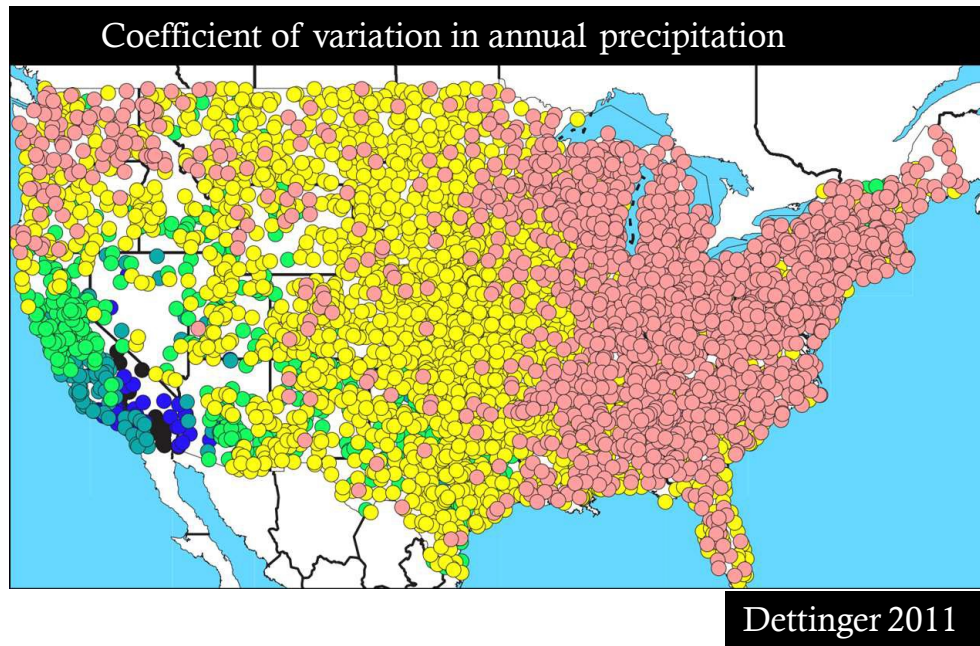 Coefficient of variation in annual precipitation
Dettinger 2011